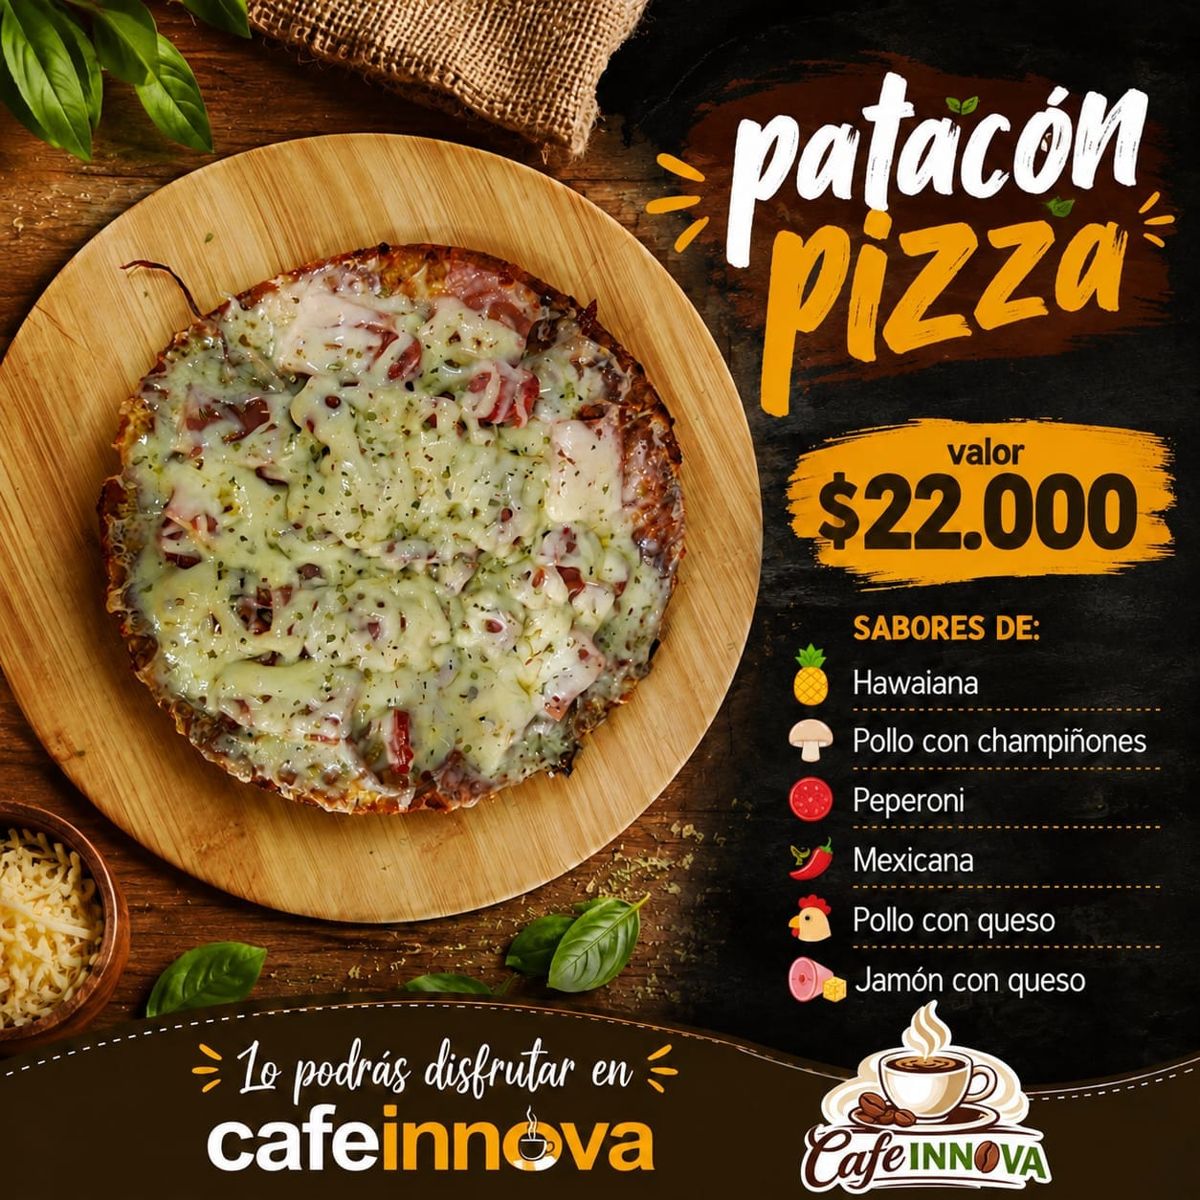 patacón
pizza
valor
$22.000
SABORES DE:
Hawaiana
Pollo con champiñones
Peperoni
Mexicana
Pollo con queso
Jamón con queso
Lo podrás disfrutar en
cafeinnova
Cafe INNOVA